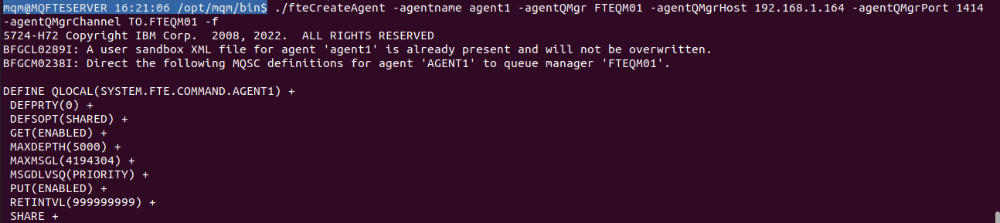 mqm@MQFTESERVER 16:21:06 /opt/mqm/bin$ ./fteCreateAgent -agentname agent1 -agentQMgr FTEQM01 -agentQMgrHost 192.168.1.164 -agentQMgrPort 1414
-agentQMgrChannel TO.FTEQM01 -f
5724-H72 Copyright IBM Corp.  2008, 2022.  ALL RIGHTS RESERVED
BFGCL0289I: A user sandbox XML file for agent 'agent1' is already present and will not be overwritten.
BFGCM0238I: Direct the following MQSC definitions for agent 'AGENT1' to queue manager 'FTEQM01'.
DEFINE QLOCAL(SYSTEM.FTE.COMMAND.AGENT1) +
DEFPRTY(0) +
DEFSOPT(SHARED) +
GET(ENABLED) +
MAXDEPTH(5000) +
MAXMSGL(4194304) +
MSGDLVSQ(PRIORITY) +
PUT(ENABLED) +
RETINTVL(999999999) +
SHARE +